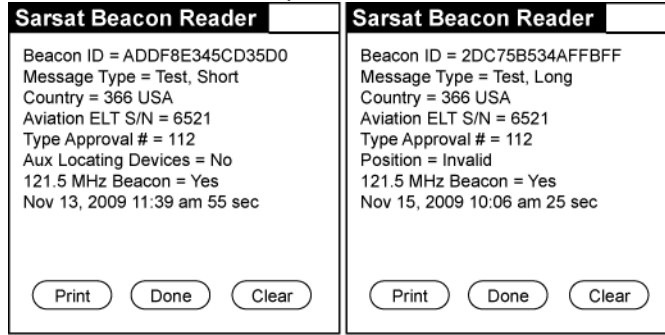 Sarsat Beacon Reader
Beacon ID = ADDF8E345CD35D0
Message Type = Test, Short
Country = 366 USA
Aviation ELT S/N = 6521
Type Approval # = 112
Aux Locating Devices = No
121.5 MHz Beacon = Yes
Nov 13, 2009 11:39 am 55 sec
Print
Done
Clear
Sarsat Beacon Reader
Beacon ID = 2DC75B534AFFBFF
Message Type = Test, Long
Country = 366 USA
Aviation ELT S/N = 6521
Type Approval # = 112
Position = Invalid
121.5 MHz Beacon = Yes
Nov 15, 2009 10:06 am 25 sec
Print
Done
Clear